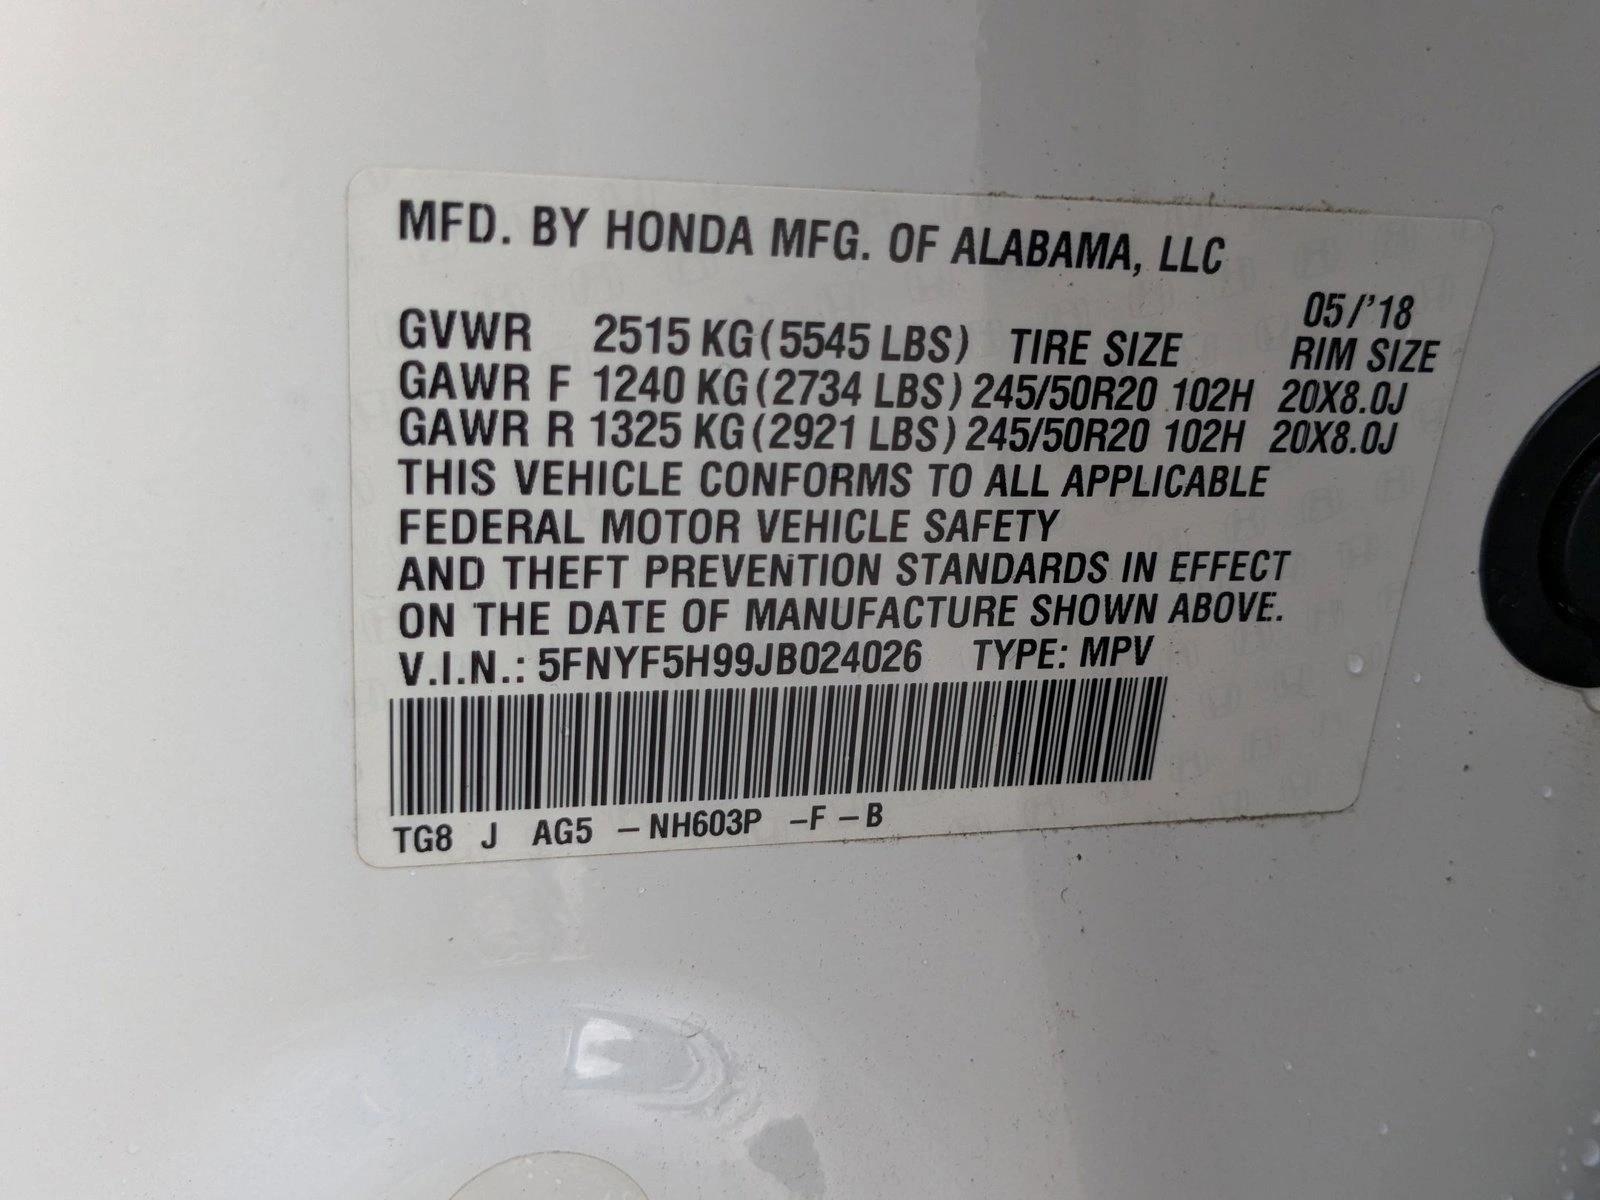 MFD. BY HONDA MFG. OF ALABAMA, LLC
05/'18
GVWR 2515 KG (5545 LBS) TIRE SIZE RIM SIZE
GAWR F 1240 KG (2734 LBS) 245/50R20 102H 20X8.0J
GAWR R 1325 KG (2921 LBS) 245/50R20 102H 20X8.0J
THIS VEHICLE CONFORMS TO ALL APPLICABLE
FEDERAL MOTOR VEHICLE SAFETY
AND THEFT PREVENTION STANDARDS IN EFFECT
ON THE DATE OF MANUFACTURE SHOWN ABOVE.
V.I.N.: 5FNYF5H99JB024026 TYPE: MPV
TG8 J AG5 -NH603P -F-B